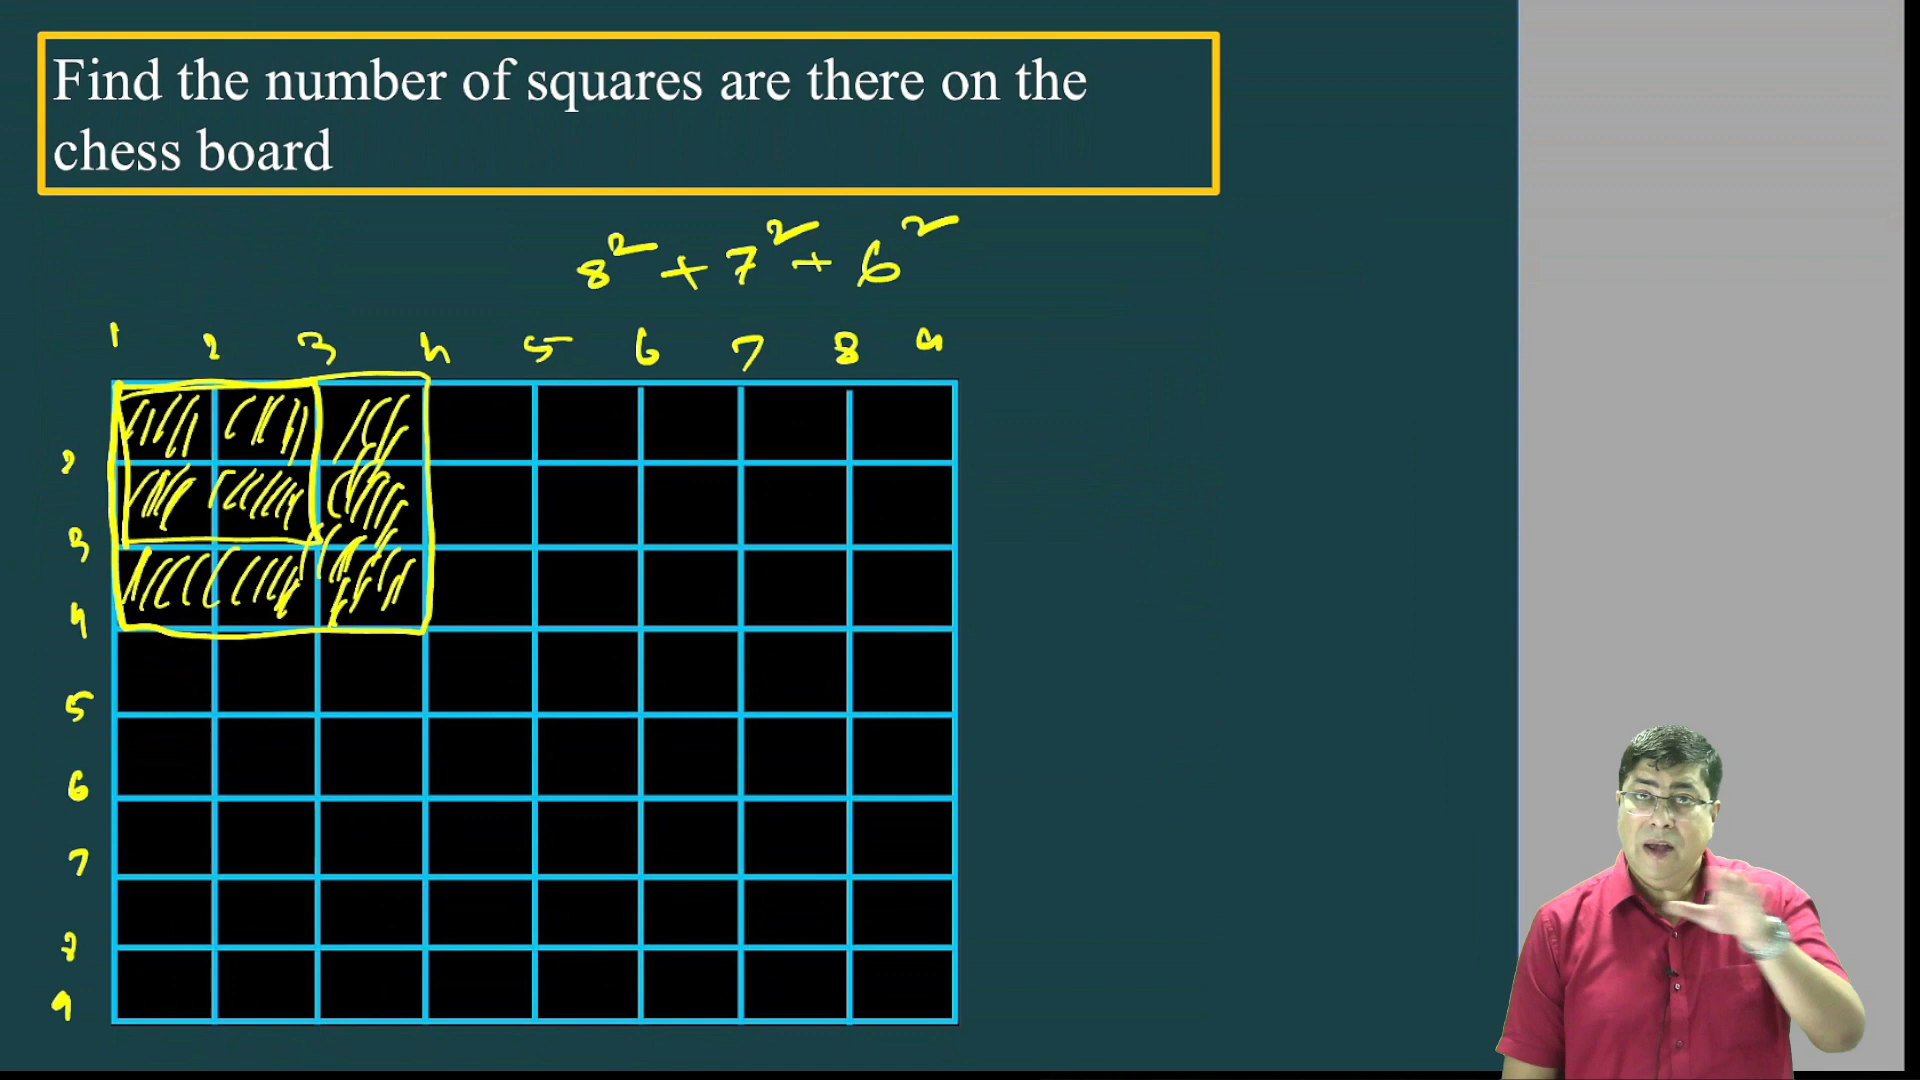 Find the number of squares are there on the
chess board
8² + 7² + 6²
1 2 3 4 5 6 7 8 9
2
3
4
5
6
7
8
9